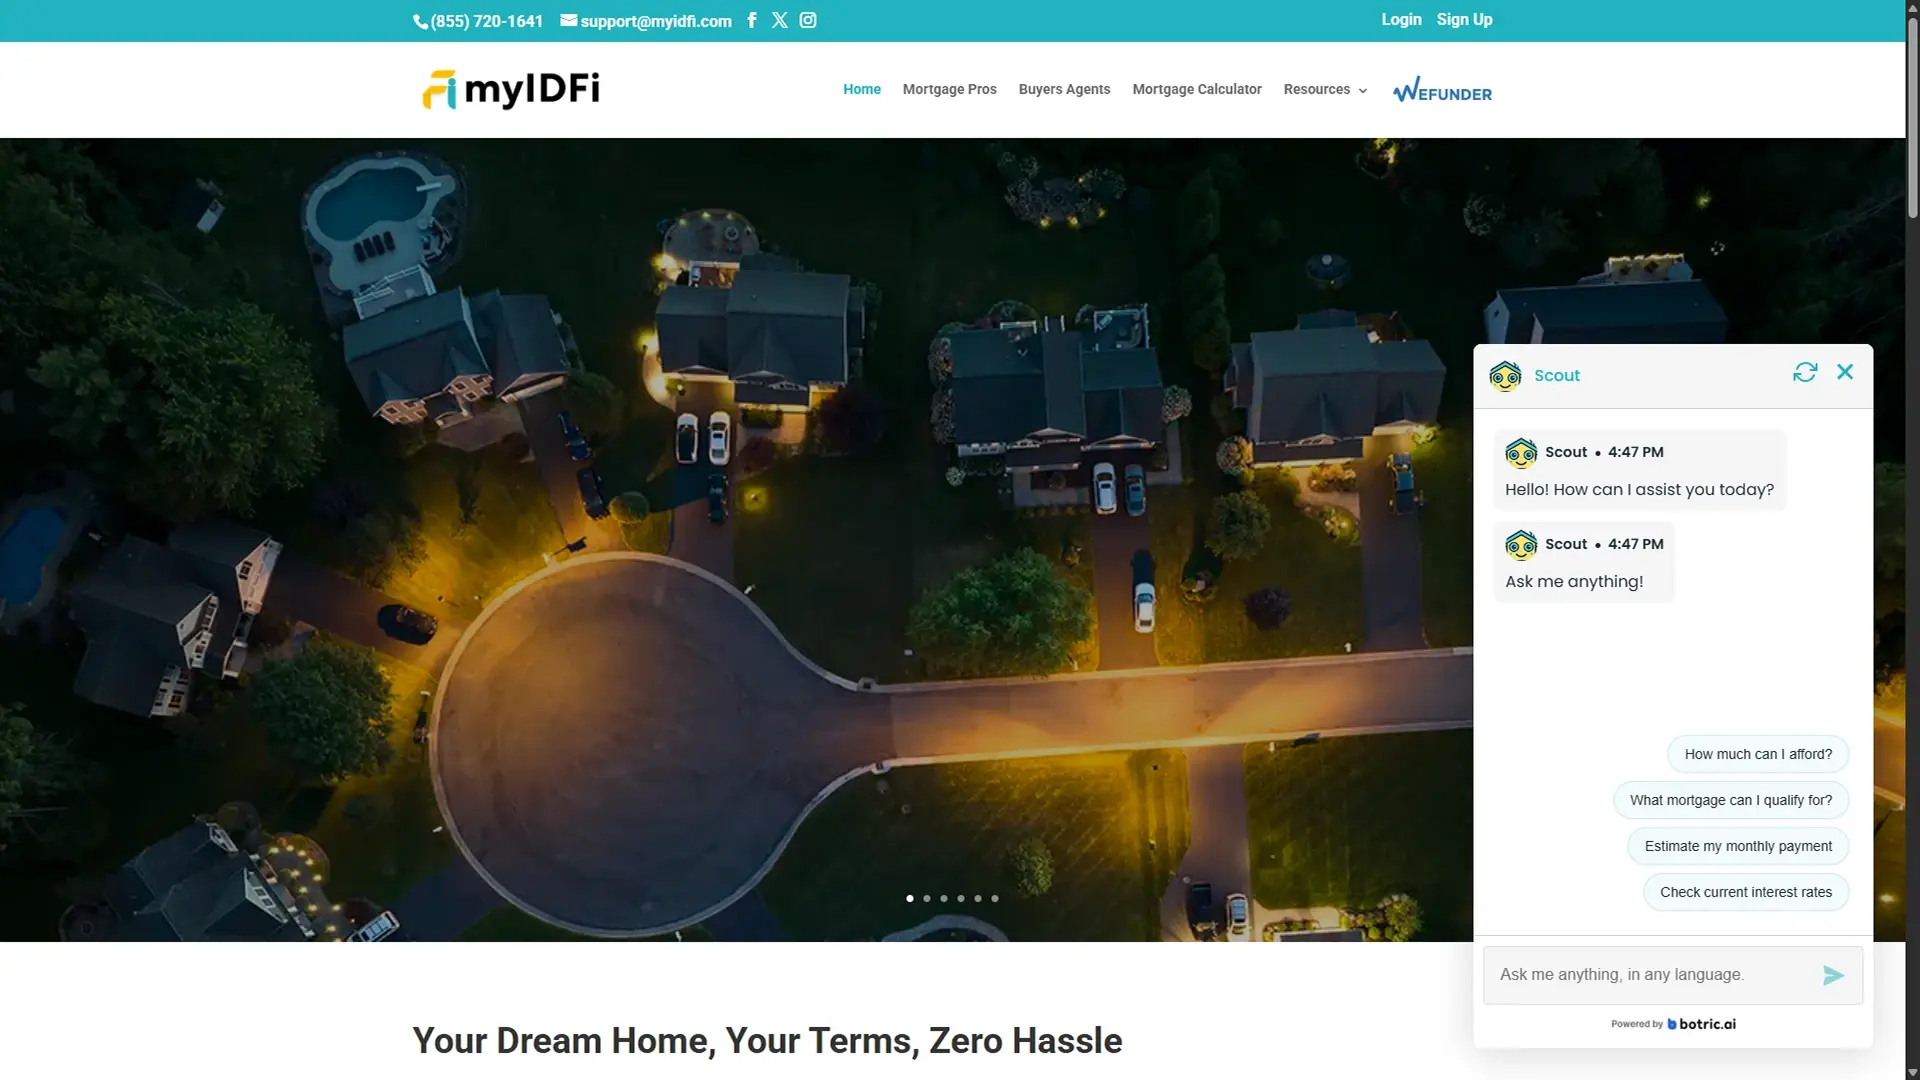 (855) 720-1641 support@myidfi.com Login Sign Up
myIDFi Home Mortgage Pros Buyers Agents Mortgage Calculator Resources WEFUNDER
Scout
Scout • 4:47 PM
Hello! How can I assist you today?
Scout • 4:47 PM
Ask me anything!
How much can I afford?
What mortgage can I qualify for?
Estimate my monthly payment
Check current interest rates
Ask me anything, in any language.
Powered by botric.ai
Your Dream Home, Your Terms, Zero Hassle